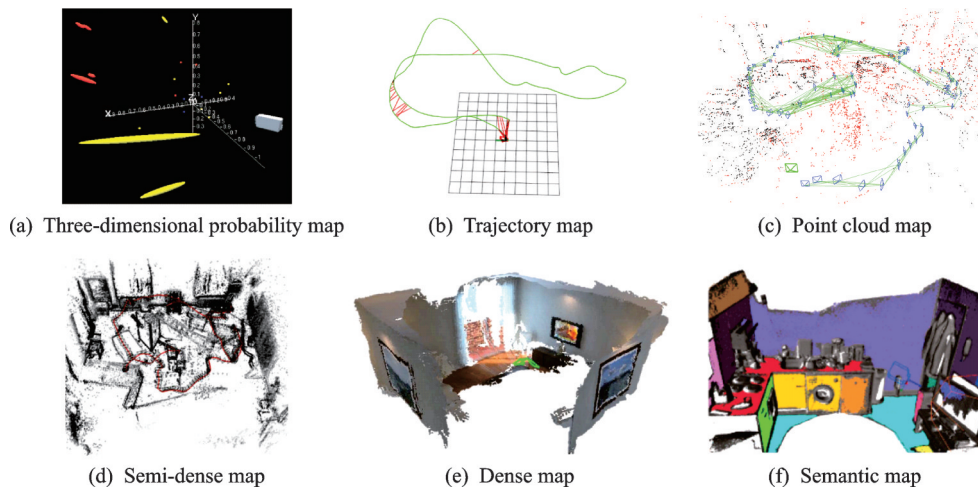 Y
X
(a) Three-dimensional probability map
(b) Trajectory map
(c) Point cloud map
(d) Semi-dense map
(e) Dense map
(f) Semantic map